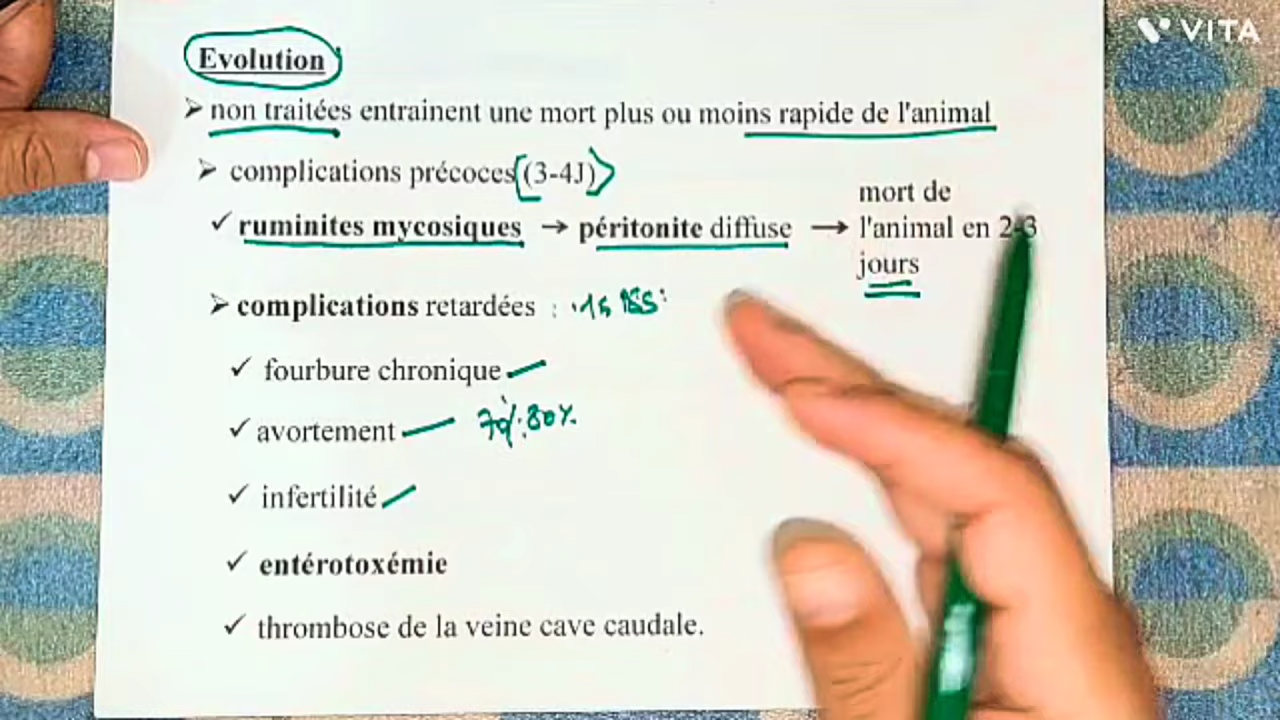 VITA
Evolution
➢ non traitées entrainent une mort plus ou moins rapide de l'animal
➢ complications précoces (3-4J)
✓ ruminites mycosiques → péritonite diffuse → mort de
l'animal en 2-3
jours
➢ complications retardées :
✓ fourbure chronique
✓ avortement 70%: 80%
✓ infertilité
✓ entérotoxémie
✓ thrombose de la veine cave caudale.